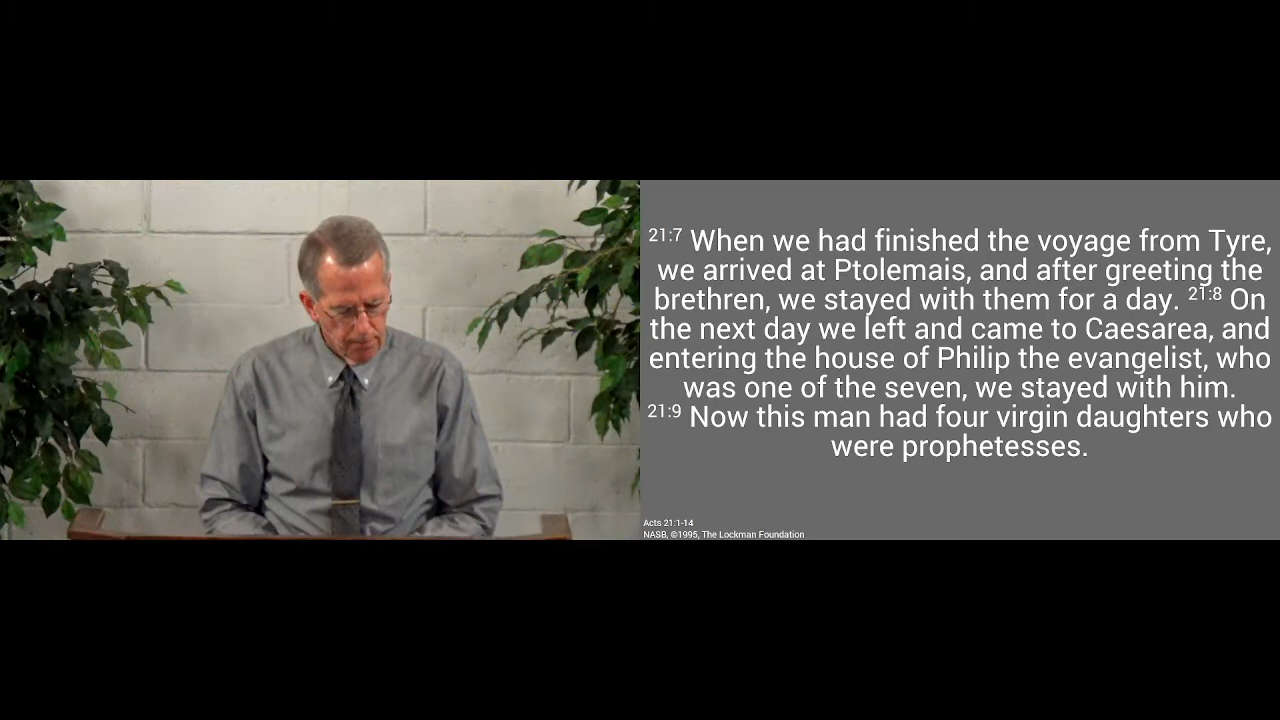 21:7 When we had finished the voyage from Tyre,
we arrived at Ptolemais, and after greeting the
brethren, we stayed with them for a day. 21:8 On
the next day we left and came to Caesarea, and
entering the house of Philip the evangelist, who
was one of the seven, we stayed with him.
21:9 Now this man had four virgin daughters who
were prophetesses.
Acts 21:1-14
NASB, ©1995, The Lockman Foundation